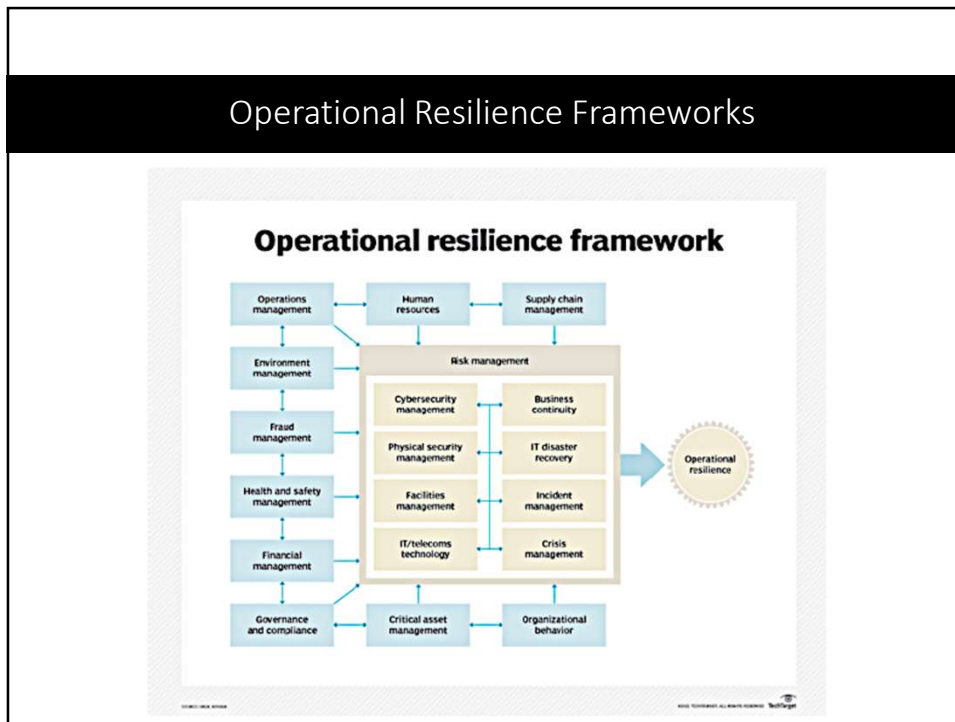 Operational Resilience Frameworks
Operational resilience framework
Operations
management
Human
resources
Supply chain
management
Environment
management
Fraud
management
Health and safety
management
Financial
management
Governance
and compliance
Critical asset
management
Organizational
behavior
Risk management
Cybersecurity
management
Business
continuity
Physical security
management
IT disaster
recovery
Facilities
management
Incident
management
IT/telecoms
technology
Crisis
management
Operational
resilience
TechTarget